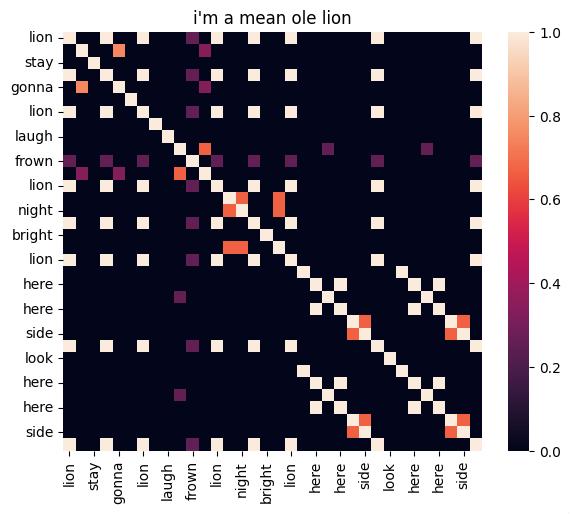 i'm a mean ole lion
lion
stay
gonna
lion
laugh
frown
lion
night
bright
lion
here
here
side
look
here
here
side
1.0
0.8
0.6
0.4
0.2
0.0
lion stay gonna lion laugh frown lion night bright lion here here side look here here side